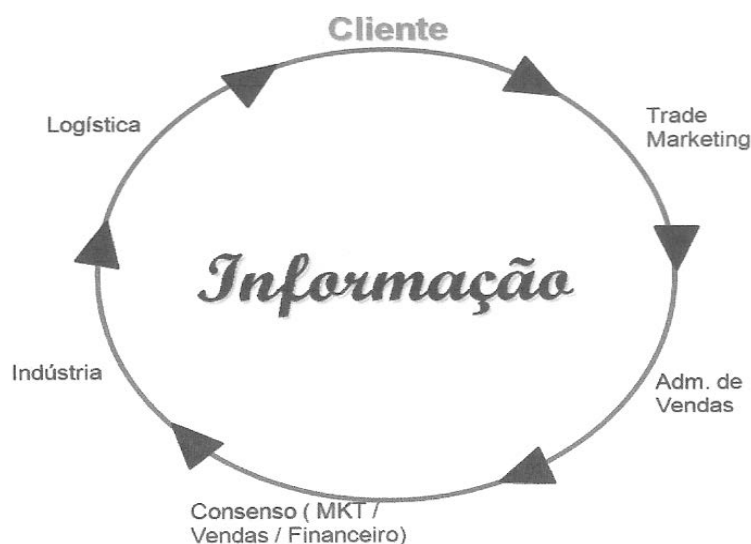 Cliente
Trade
Marketing
Adm. de
Vendas
Consenso ( MKT /
Vendas / Financeiro)
Indústria
Logística
Informação